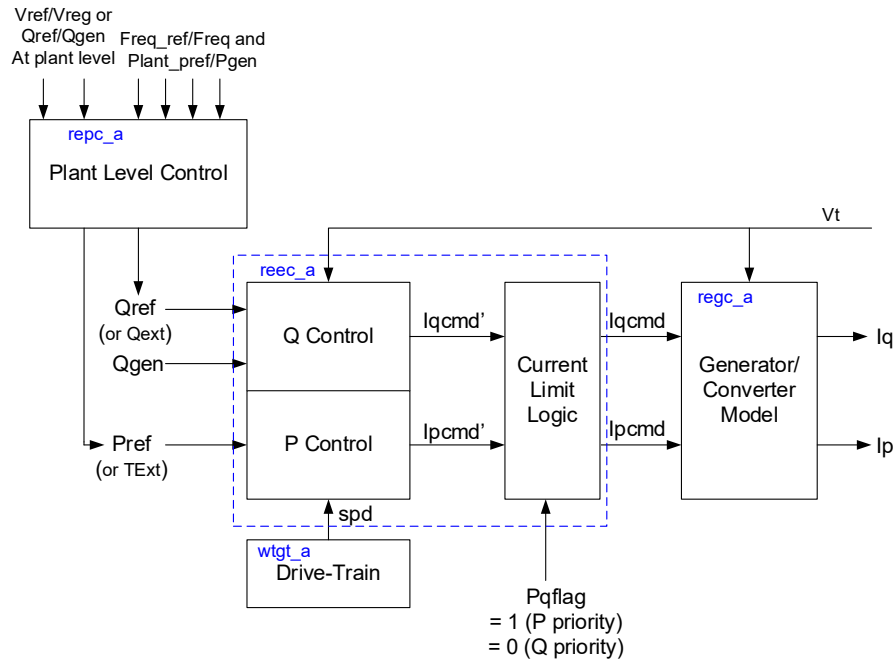 Vref/Vreg or
Qref/Qgen
At plant level
Freq_ref/Freq and
Plant_pref/Pgen
repc_a
Plant Level Control
Vt
reec_a
regc_a
Qref
(or Qext)
Qgen
Q Control
Iqcmd’
Current
Limit
Logic
Iqcmd
Generator/
Converter
Model
Iq
Pref
(or TExt)
P Control
Ipcmd’
Ipcmd
Ip
spd
wtgt_a
Drive-Train
Pqflag
= 1 (P priority)
= 0 (Q priority)